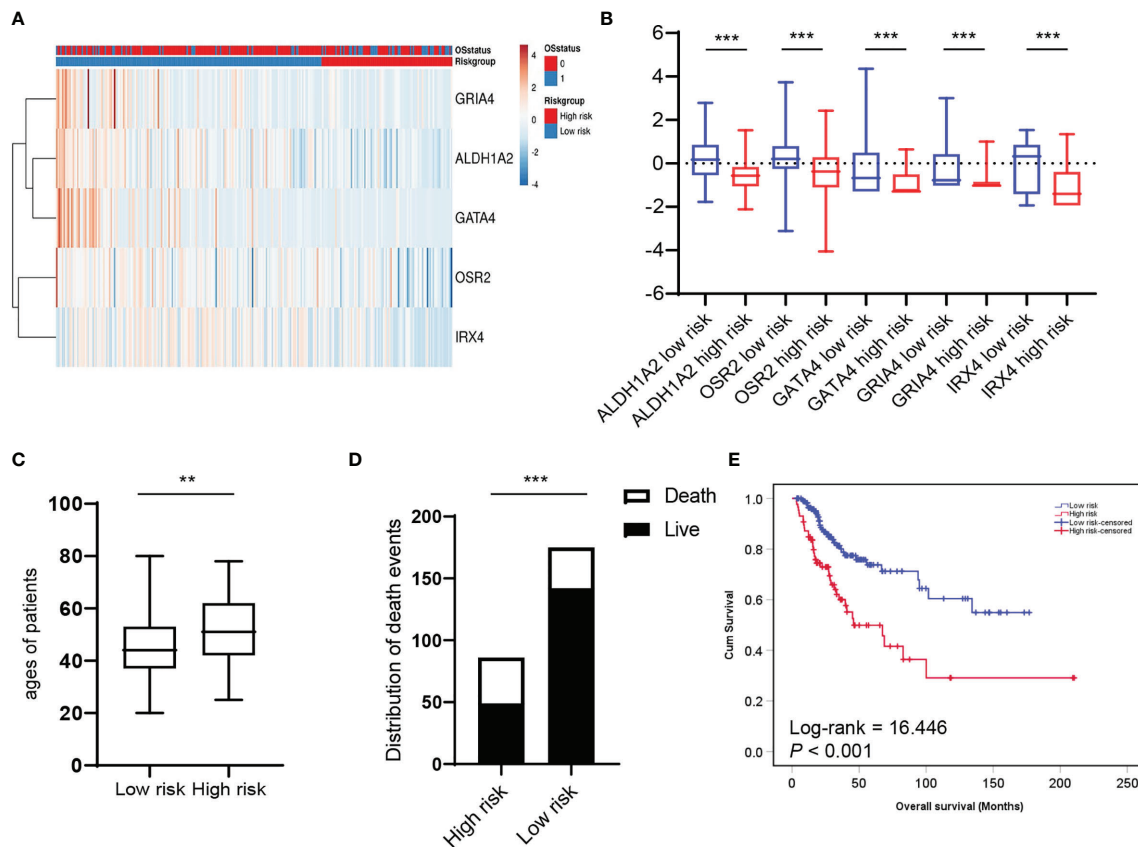 A
OSstatus
Riskgroup
GRIA4
ALDH1A2
GATA4
OSR2
IRX4
4
2
0
-2
-4
OSstatus
0
1
Riskgroup
High risk
Low risk
B
*** *** *** *** ***
6
4
2
0
-2
-4
-6
ALDH1A2 low risk
ALDH1A2 high risk
OSR2 low risk
OSR2 high risk
GATA4 low risk
GATA4 high risk
GRIA4 low risk
GRIA4 high risk
IRX4 low risk
IRX4 high risk
C
**
ages of patients
100
80
60
40
20
0
Low risk High risk
D
***
Death
Live
Distribution of death events
200
150
100
50
0
High risk
Low risk
E
Low risk
High risk
Low risk-censored
High risk-censored
Cum Survival
1.0
0.8
0.6
0.4
0.2
0.0
Log-rank = 16.446
P < 0.001
0 50 100 150 200 250
Overall survival (Months)